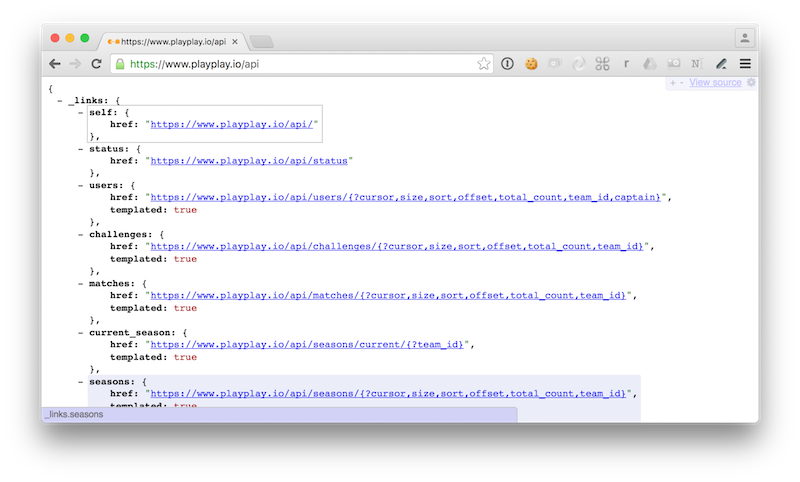 https://www.playplay.io/api
https://www.playplay.io/api
+ - View source
{
- _links: {
- self: {
href: "https://www.playplay.io/api/"
},
- status: {
href: "https://www.playplay.io/api/status"
},
- users: {
href: "https://www.playplay.io/api/users/{?cursor,size,sort,offset,total_count,team_id,captain}",
templated: true
},
- challenges: {
href: "https://www.playplay.io/api/challenges/{?cursor,size,sort,offset,total_count,team_id}",
templated: true
},
- matches: {
href: "https://www.playplay.io/api/matches/{?cursor,size,sort,offset,total_count,team_id}",
templated: true
},
- current_season: {
href: "https://www.playplay.io/api/seasons/current/{?team_id}",
templated: true
},
- seasons: {
href: "https://www.playplay.io/api/seasons/{?cursor,size,sort,offset,total_count,team_id}",
templated: true
_links.seasons